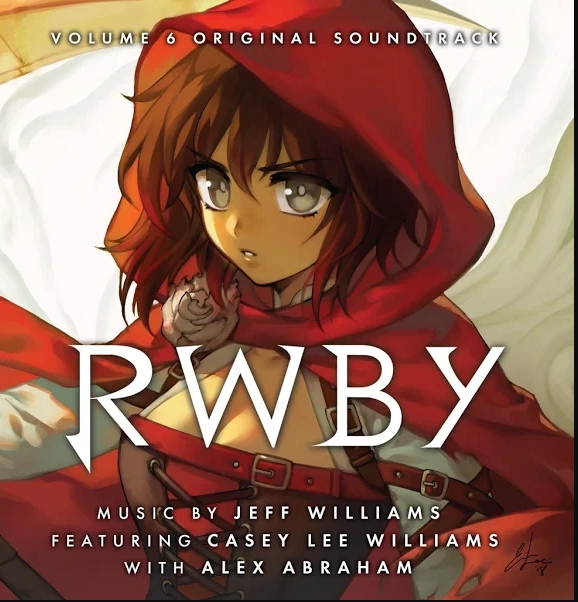 VOLUME 6 ORIGINAL SOUNDTRACK
RWBY
MUSIC BY JEFF WILLIAMS
FEATURING CASEY LEE WILLIAMS
WITH ALEX ABRAHAM